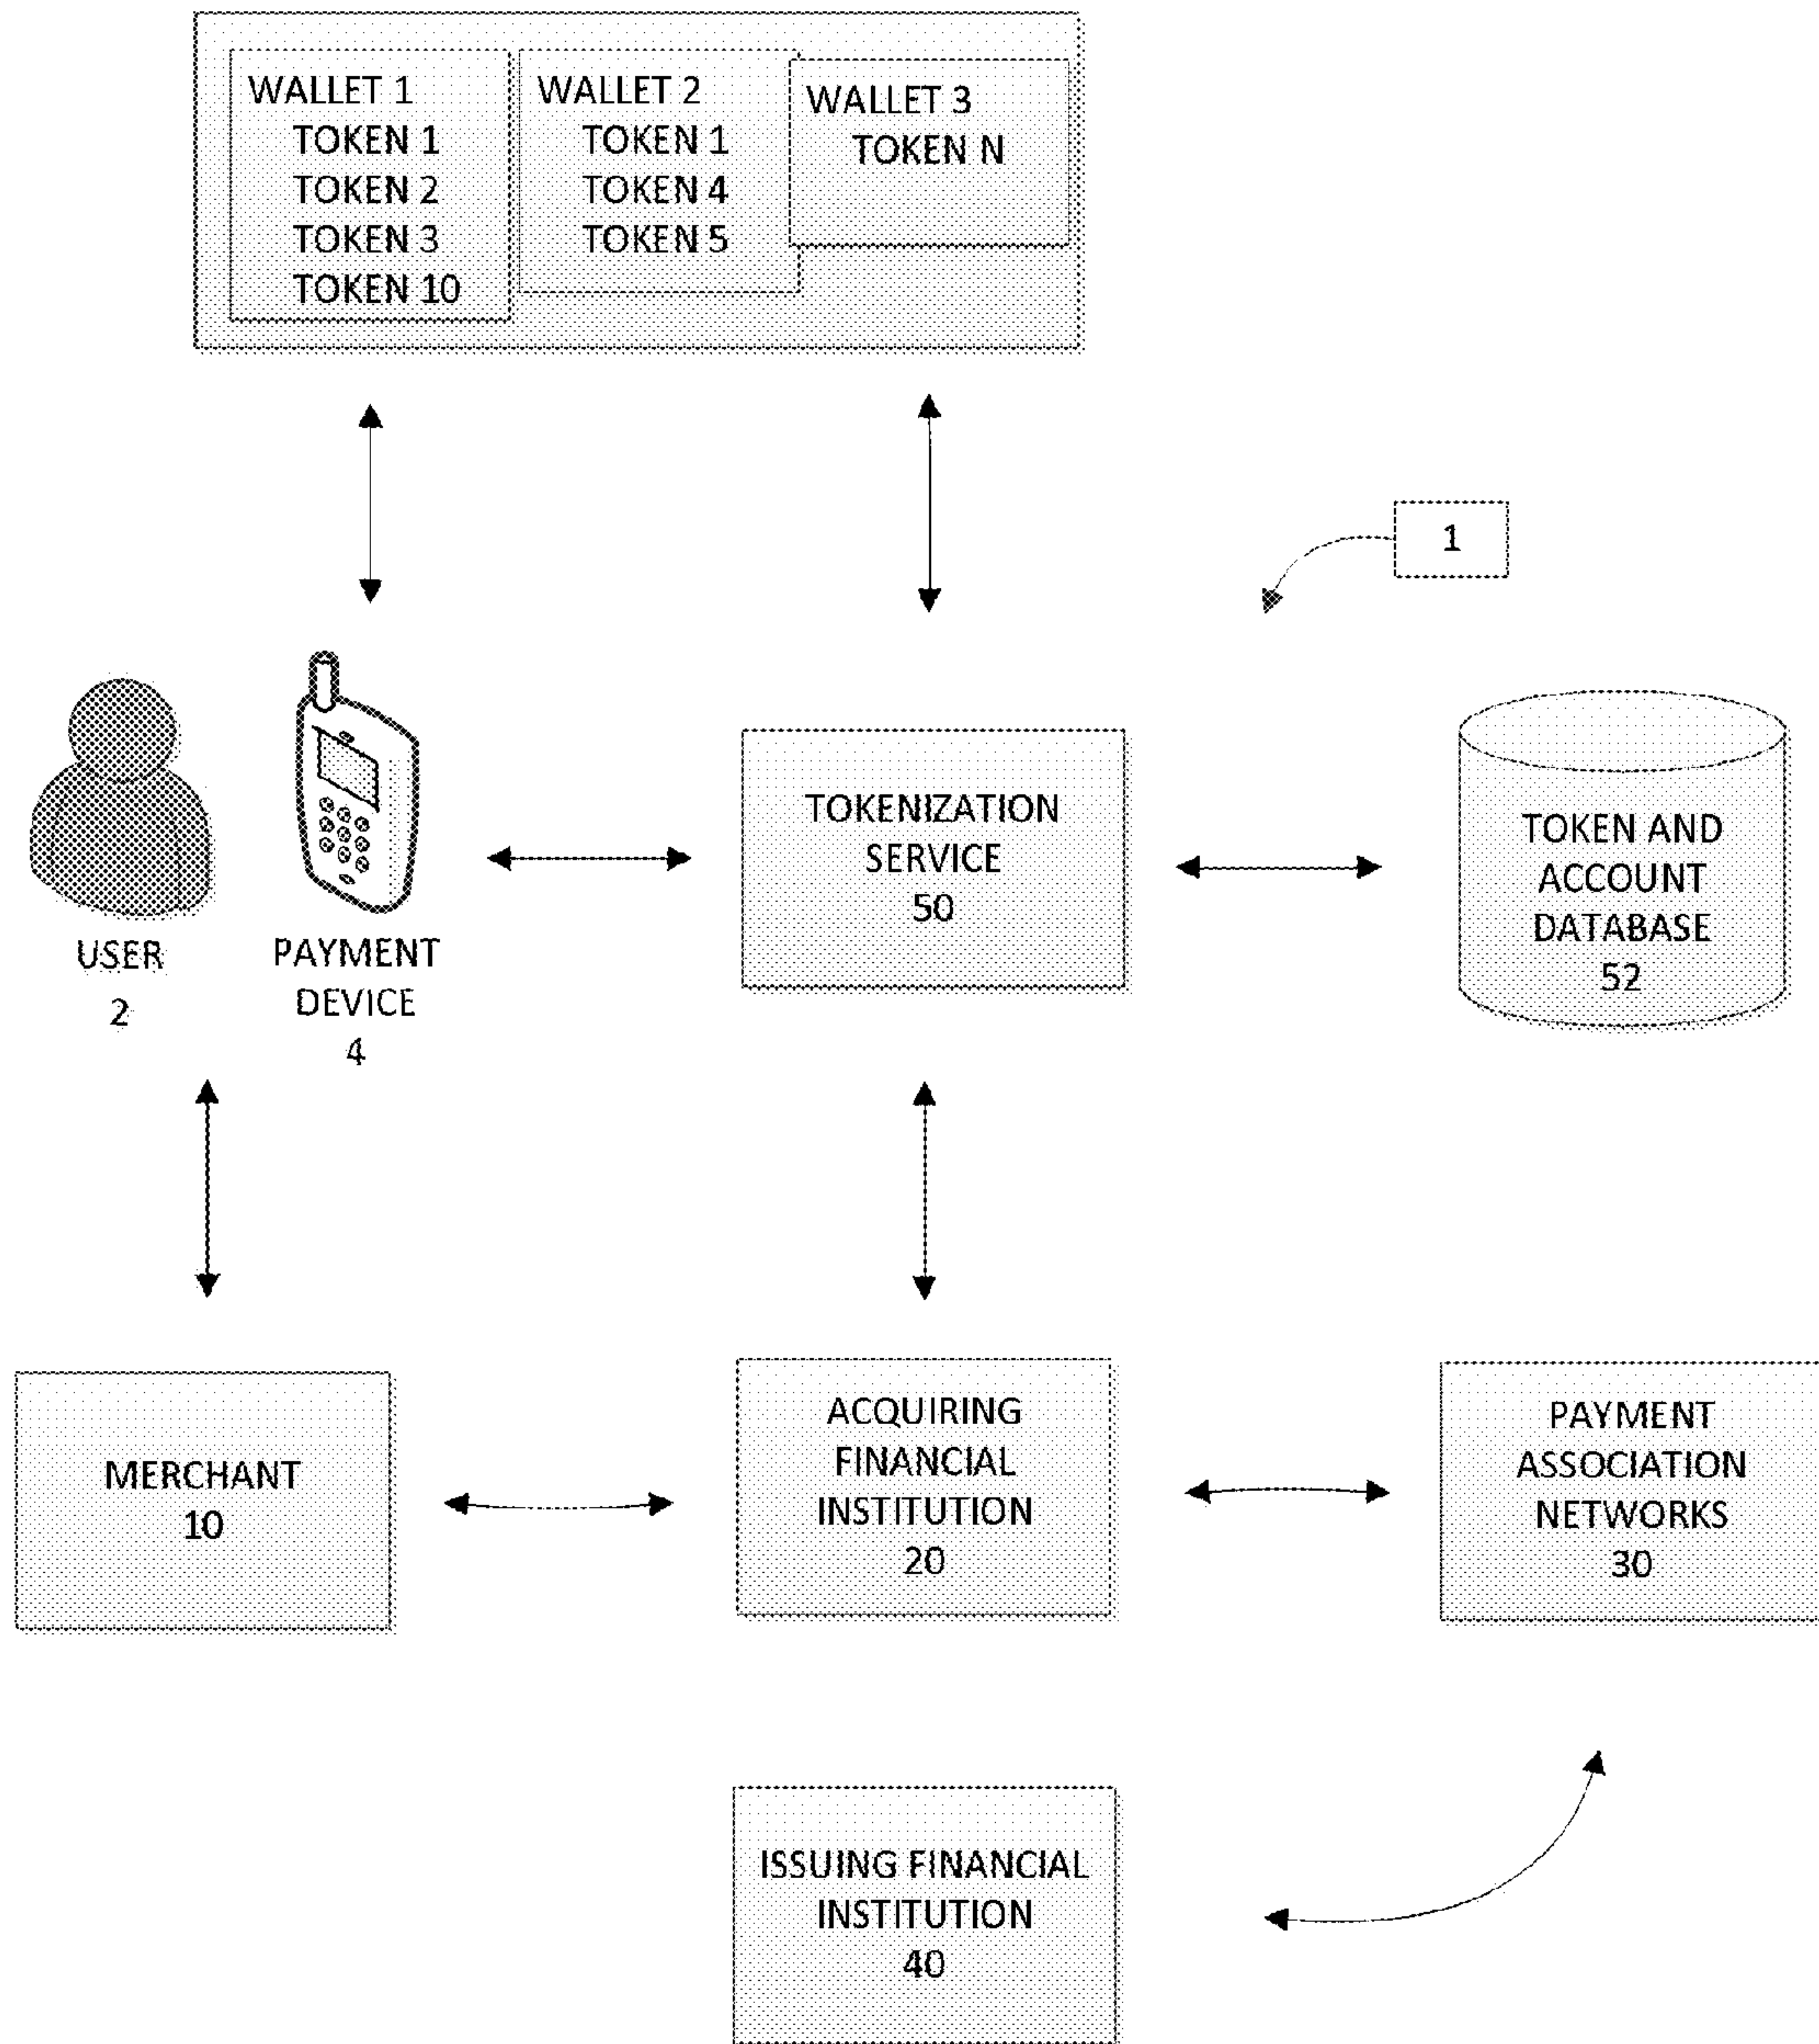 WALLET 1
TOKEN 1
TOKEN 2
TOKEN 3
TOKEN 10
WALLET 2
TOKEN 1
TOKEN 4
TOKEN 5
WALLET 3
TOKEN N
1
USER
2
PAYMENT
DEVICE
4
TOKENIZATION
SERVICE
50
TOKEN AND
ACCOUNT
DATABASE
52
MERCHANT
10
ACQUIRING
FINANCIAL
INSTITUTION
20
PAYMENT
ASSOCIATION
NETWORKS
30
ISSUING FINANCIAL
INSTITUTION
40